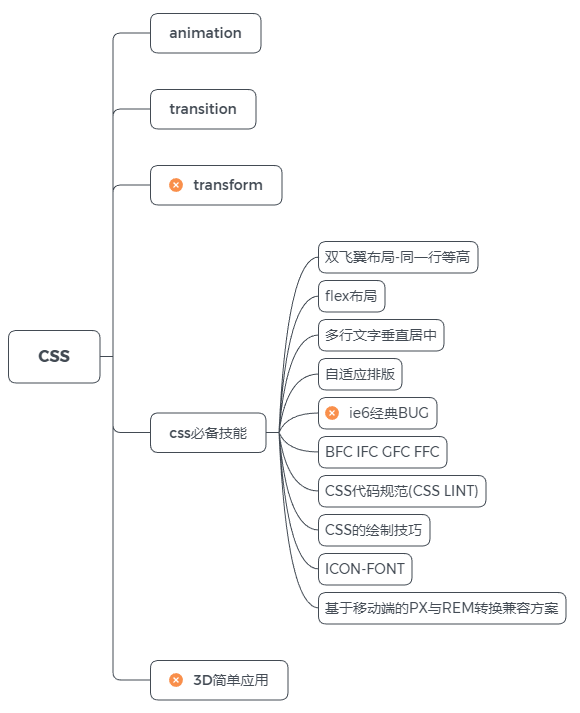 animation
transition
transform
双飞翼布局-同一行等高
flex布局
多行文字垂直居中
CSS
自适应排版
ie6经典BUG
css必备技能
BFC IFC GFC FFC
CSS代码规范(CSS LINT)
CSS的绘制技巧
ICON-FONT
基于移动端的PX与REM转换兼容方案
3D简单应用